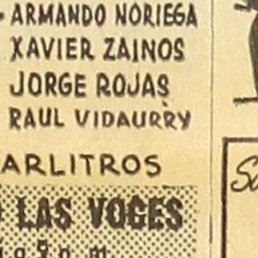 ARMANDO NORIEGA
XAVIER ZAINOS
JORGE ROJAS
RAUL VIDAURRY
ARLITROS
LAS VOCES